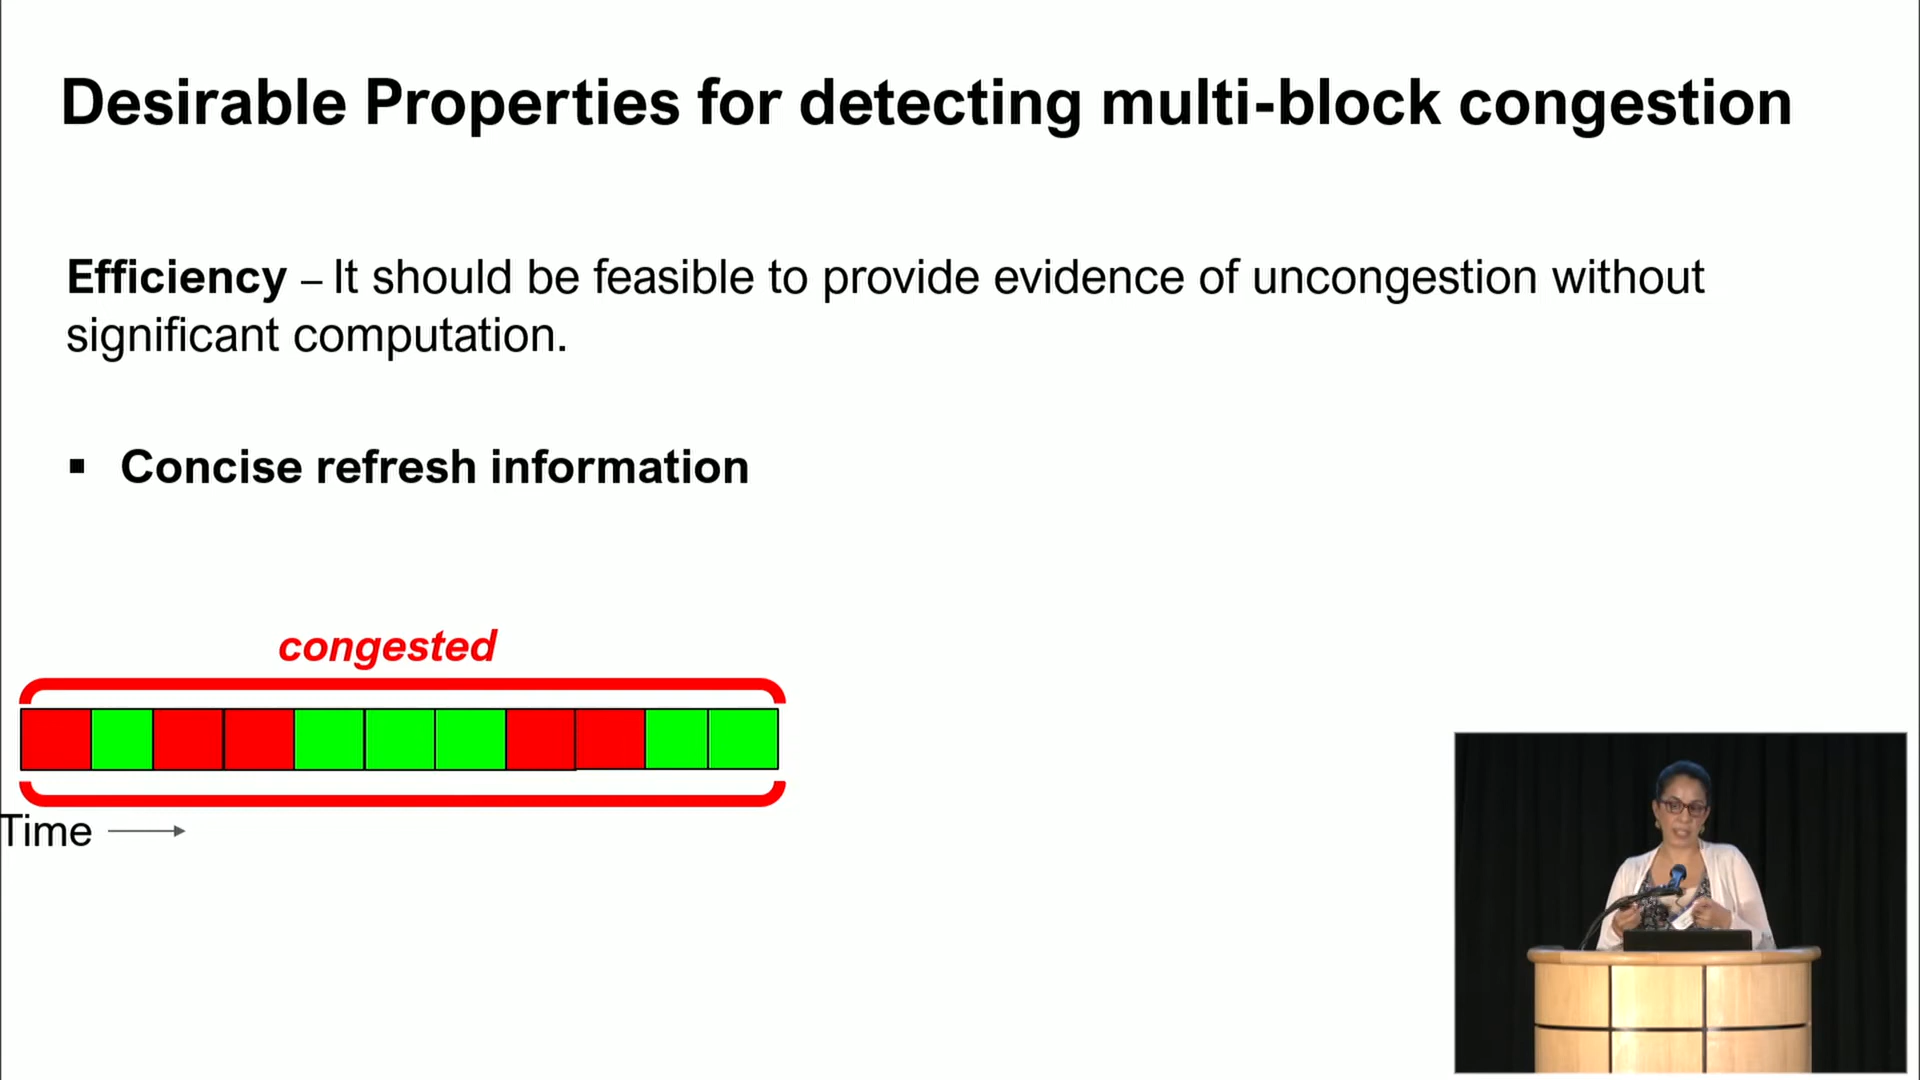 Desirable Properties for detecting multi-block congestion
Efficiency – It should be feasible to provide evidence of uncongestion without
significant computation.
▪ Concise refresh information
congested
Time